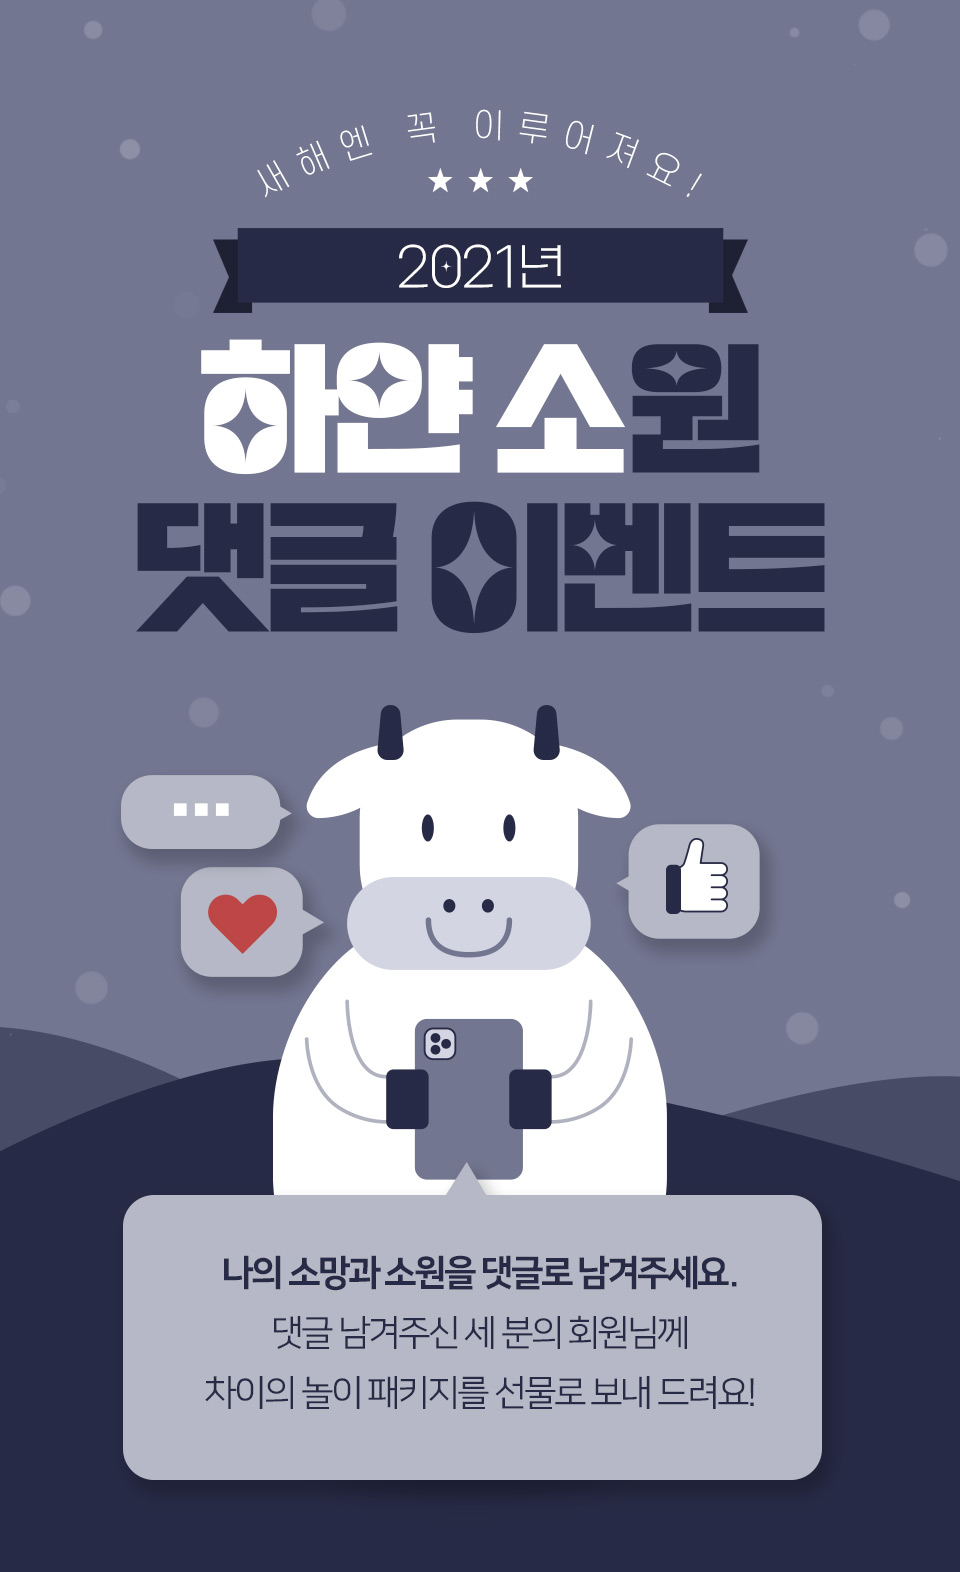 새해엔 꼭 이루어져요!
2021년
하얀 소원
댓글 이벤트
나의 소망과 소원을 댓글로 남겨주세요.
댓글 남겨주신 세 분의 회원님께
차이의 놀이 패키지를 선물로 보내 드려요!